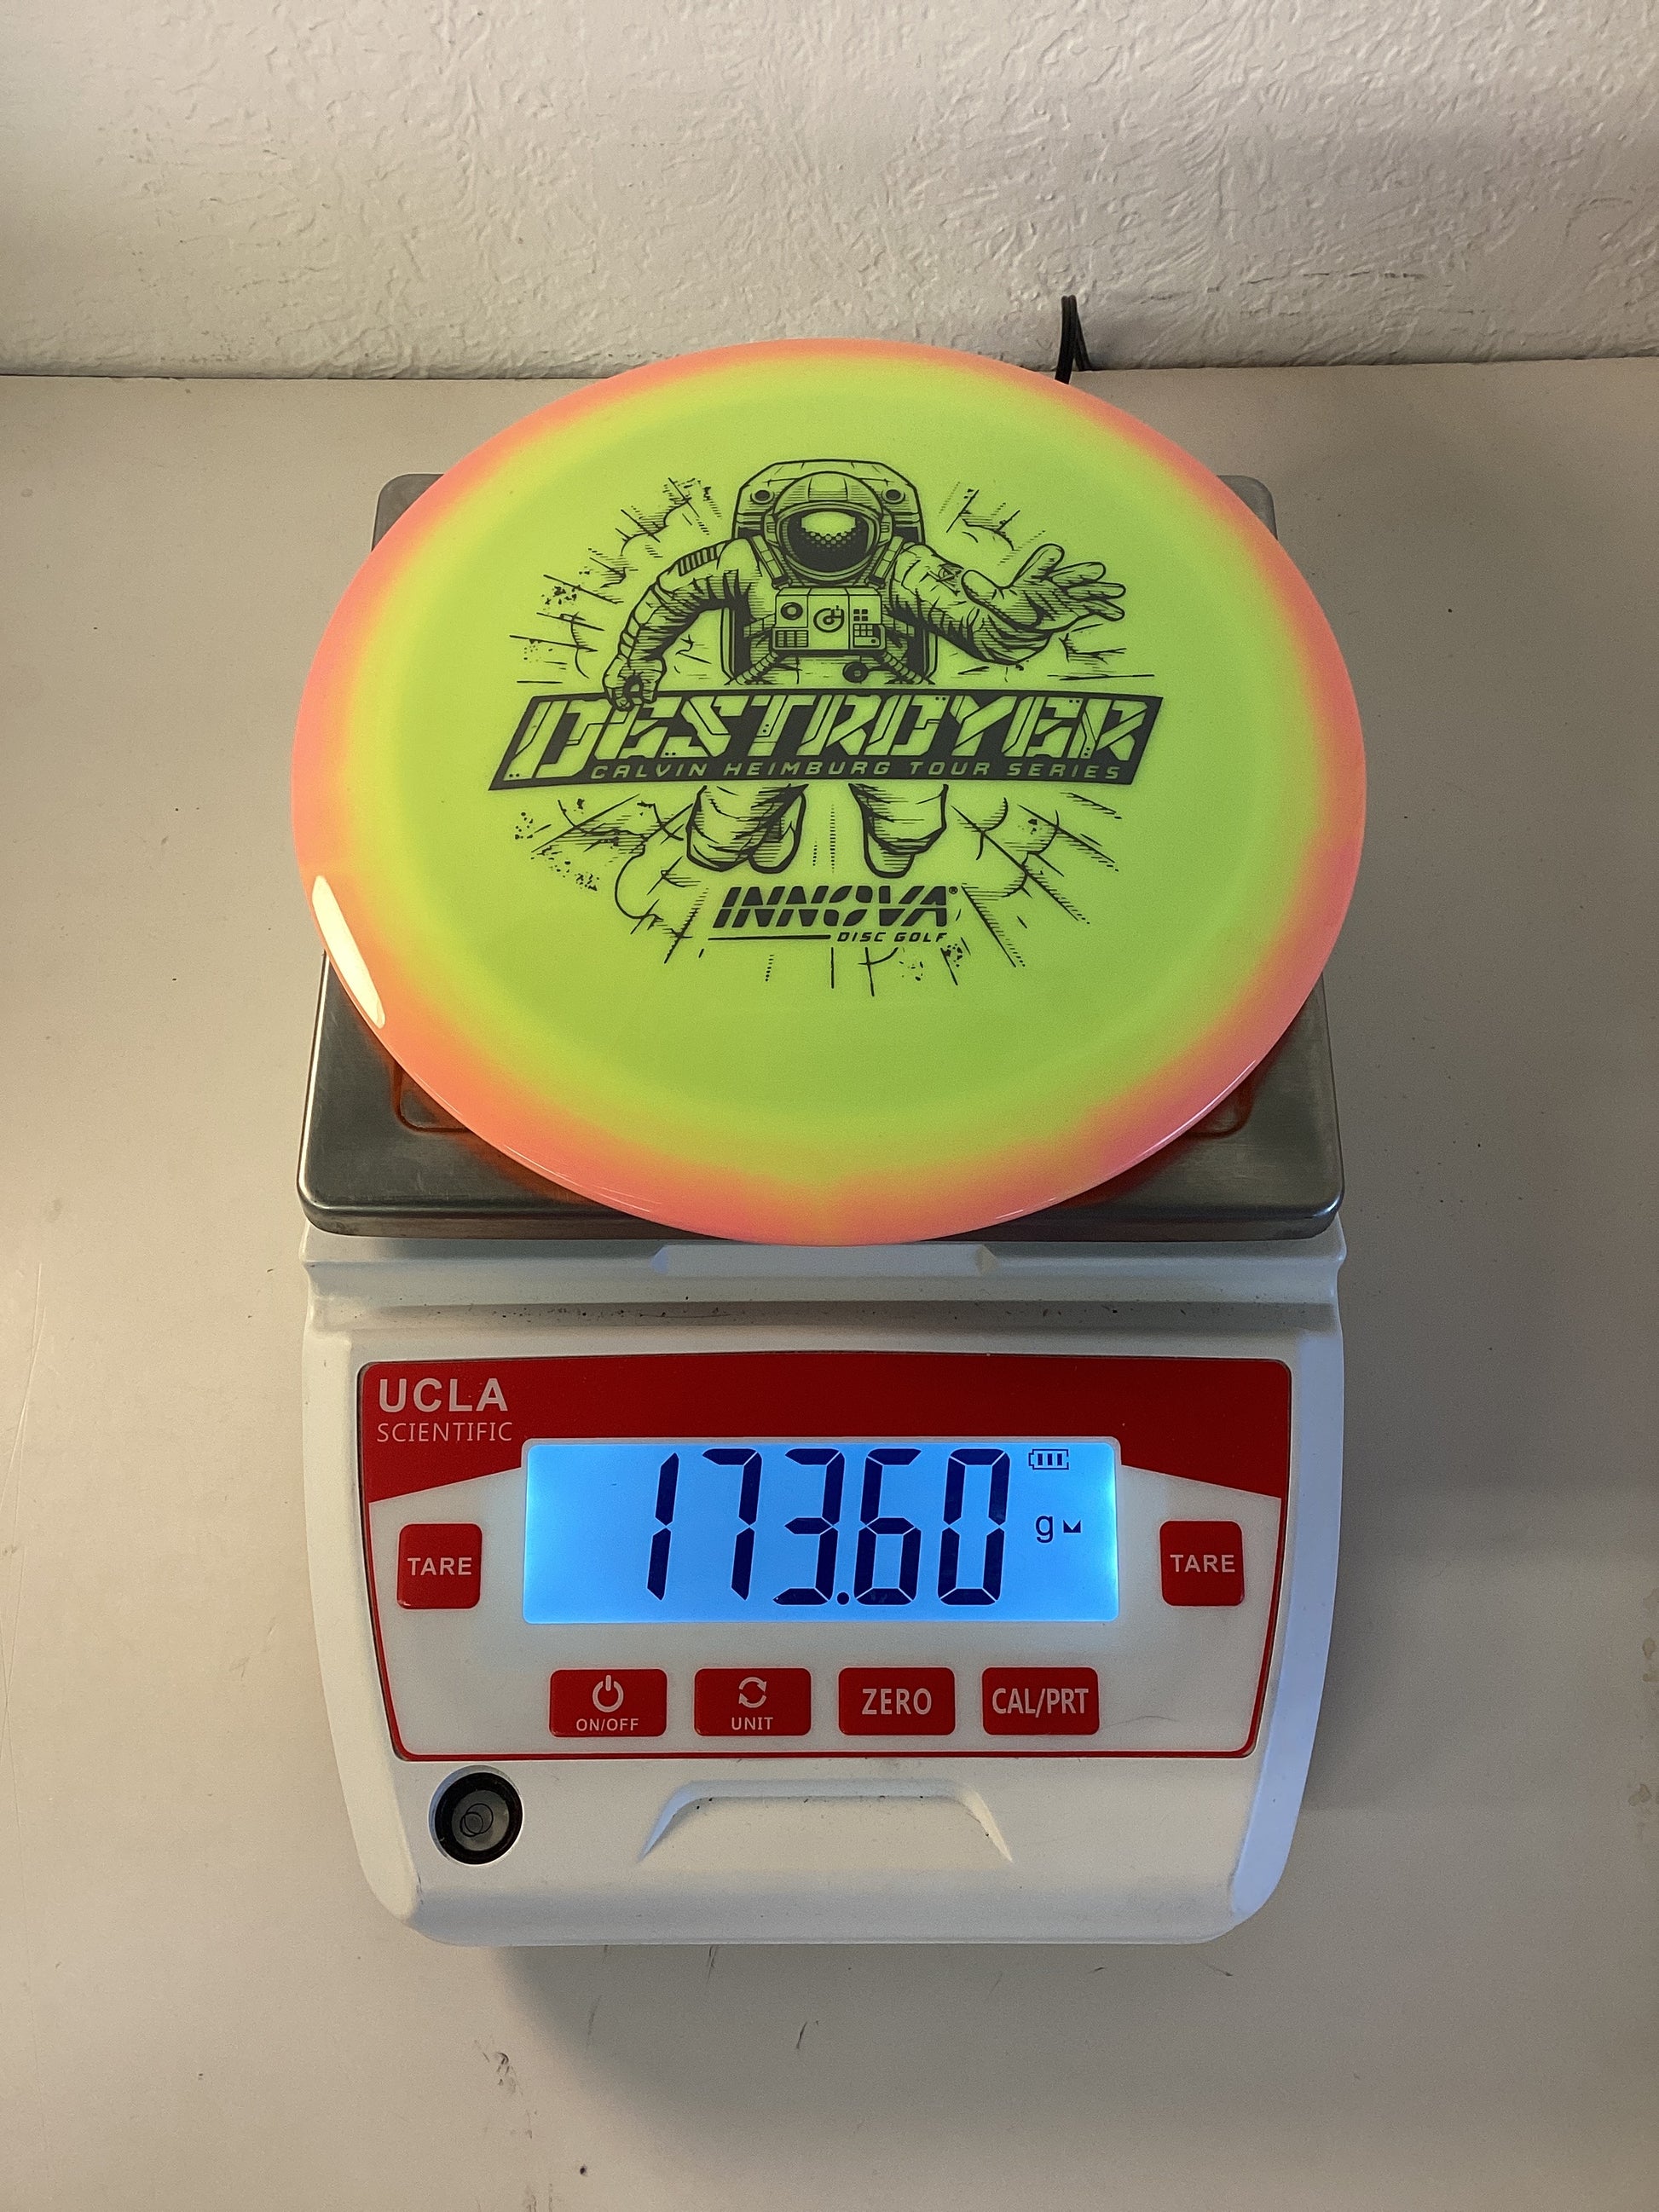 DESTROYER
CALVIN HEIMBURG TOUR SERIES
INNOVA®
DISC GOLF
UCLA
SCIENTIFIC
173.60 g
TARE
TARE
ON/OFF
UNIT
ZERO
CAL/PRT